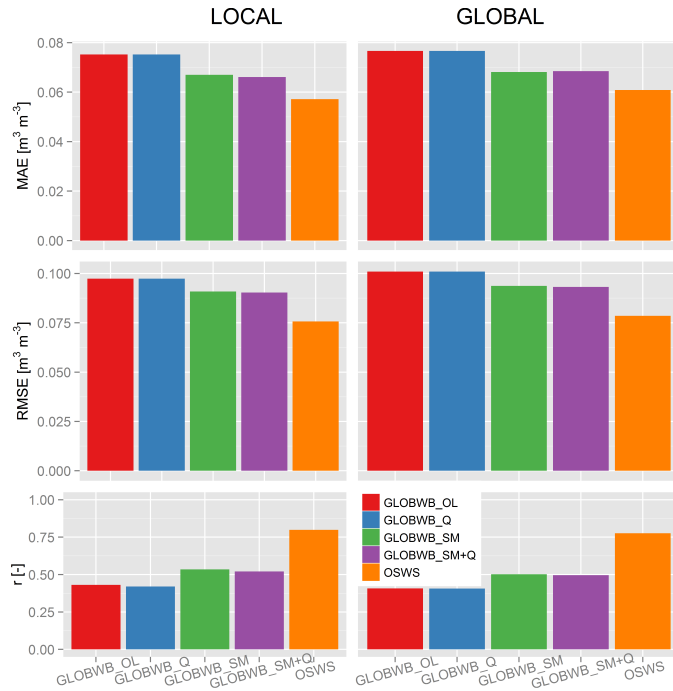 LOCAL GLOBAL
MAE [m³ m⁻³]
0.08
0.06
0.04
0.02
0.00
RMSE [m³ m⁻³]
0.100
0.075
0.050
0.025
0.000
r [-]
1.00
0.75
0.50
0.25
0.00
GLOBWB_OL
GLOBWB_Q
GLOBWB_SM
GLOBWB_SM+Q
OSWS
GLOBWB_OL GLOBWB_Q GLOBWB_SM GLOBWB_SM+Q OSWS
GLOBWB_OL GLOBWB_Q GLOBWB_SM GLOBWB_SM+Q OSWS